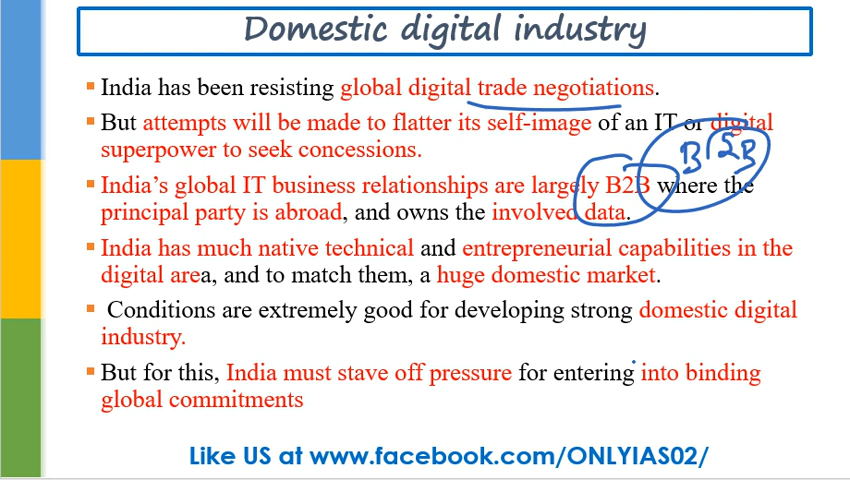 Domestic digital industry
India has been resisting global digital trade negotiations.
But attempts will be made to flatter its self-image of an IT or digital
superpower to seek concessions.
B2B
India's global IT business relationships are largely B2B where the
principal party is abroad, and owns the involved data.
India has much native technical and entrepreneurial capabilities in the
digital area, and to match them, a huge domestic market.
Conditions are extremely good for developing strong domestic digital
industry.
But for this, India must stave off pressure for entering into binding
global commitments
Like US at www.facebook.com/ONLYIAS02/